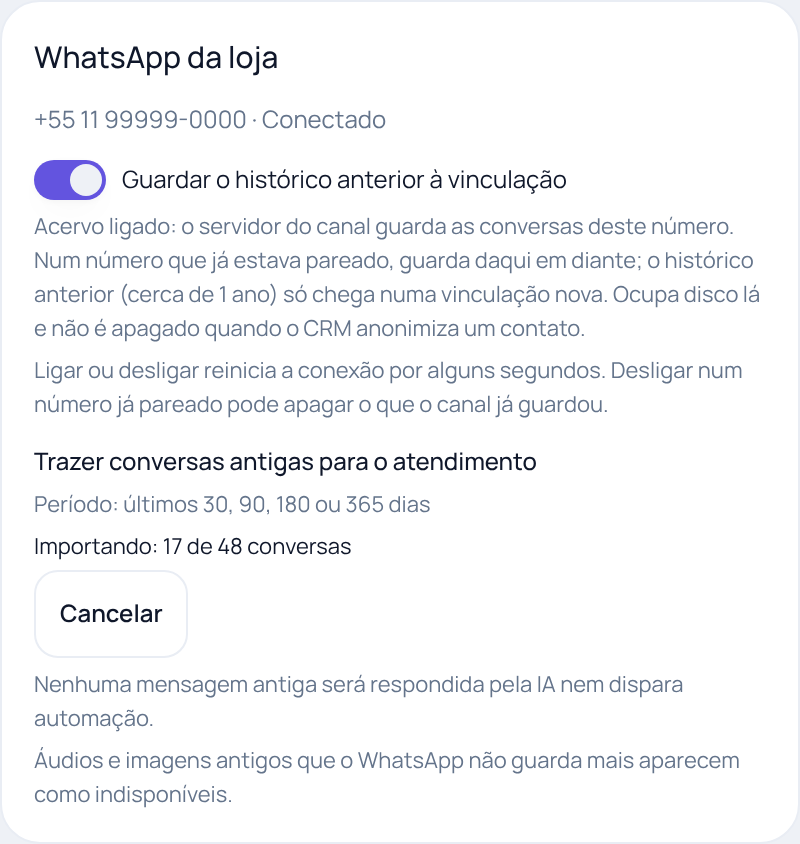 WhatsApp da loja
+55 11 99999-0000 · Conectado
Guardar o histórico anterior à vinculação
Acervo ligado: o servidor do canal guarda as conversas deste número.
Num número que já estava pareado, guarda daqui em diante; o histórico
anterior (cerca de 1 ano) só chega numa vinculação nova. Ocupa disco lá
e não é apagado quando o CRM anonimiza um contato.
Ligar ou desligar reinicia a conexão por alguns segundos. Desligar num
número já pareado pode apagar o que o canal já guardou.
Trazer conversas antigas para o atendimento
Período: últimos 30, 90, 180 ou 365 dias
Importando: 17 de 48 conversas
Cancelar
Nenhuma mensagem antiga será respondida pela IA nem dispara
automação.
Áudios e imagens antigos que o WhatsApp não guarda mais aparecem
como indisponíveis.